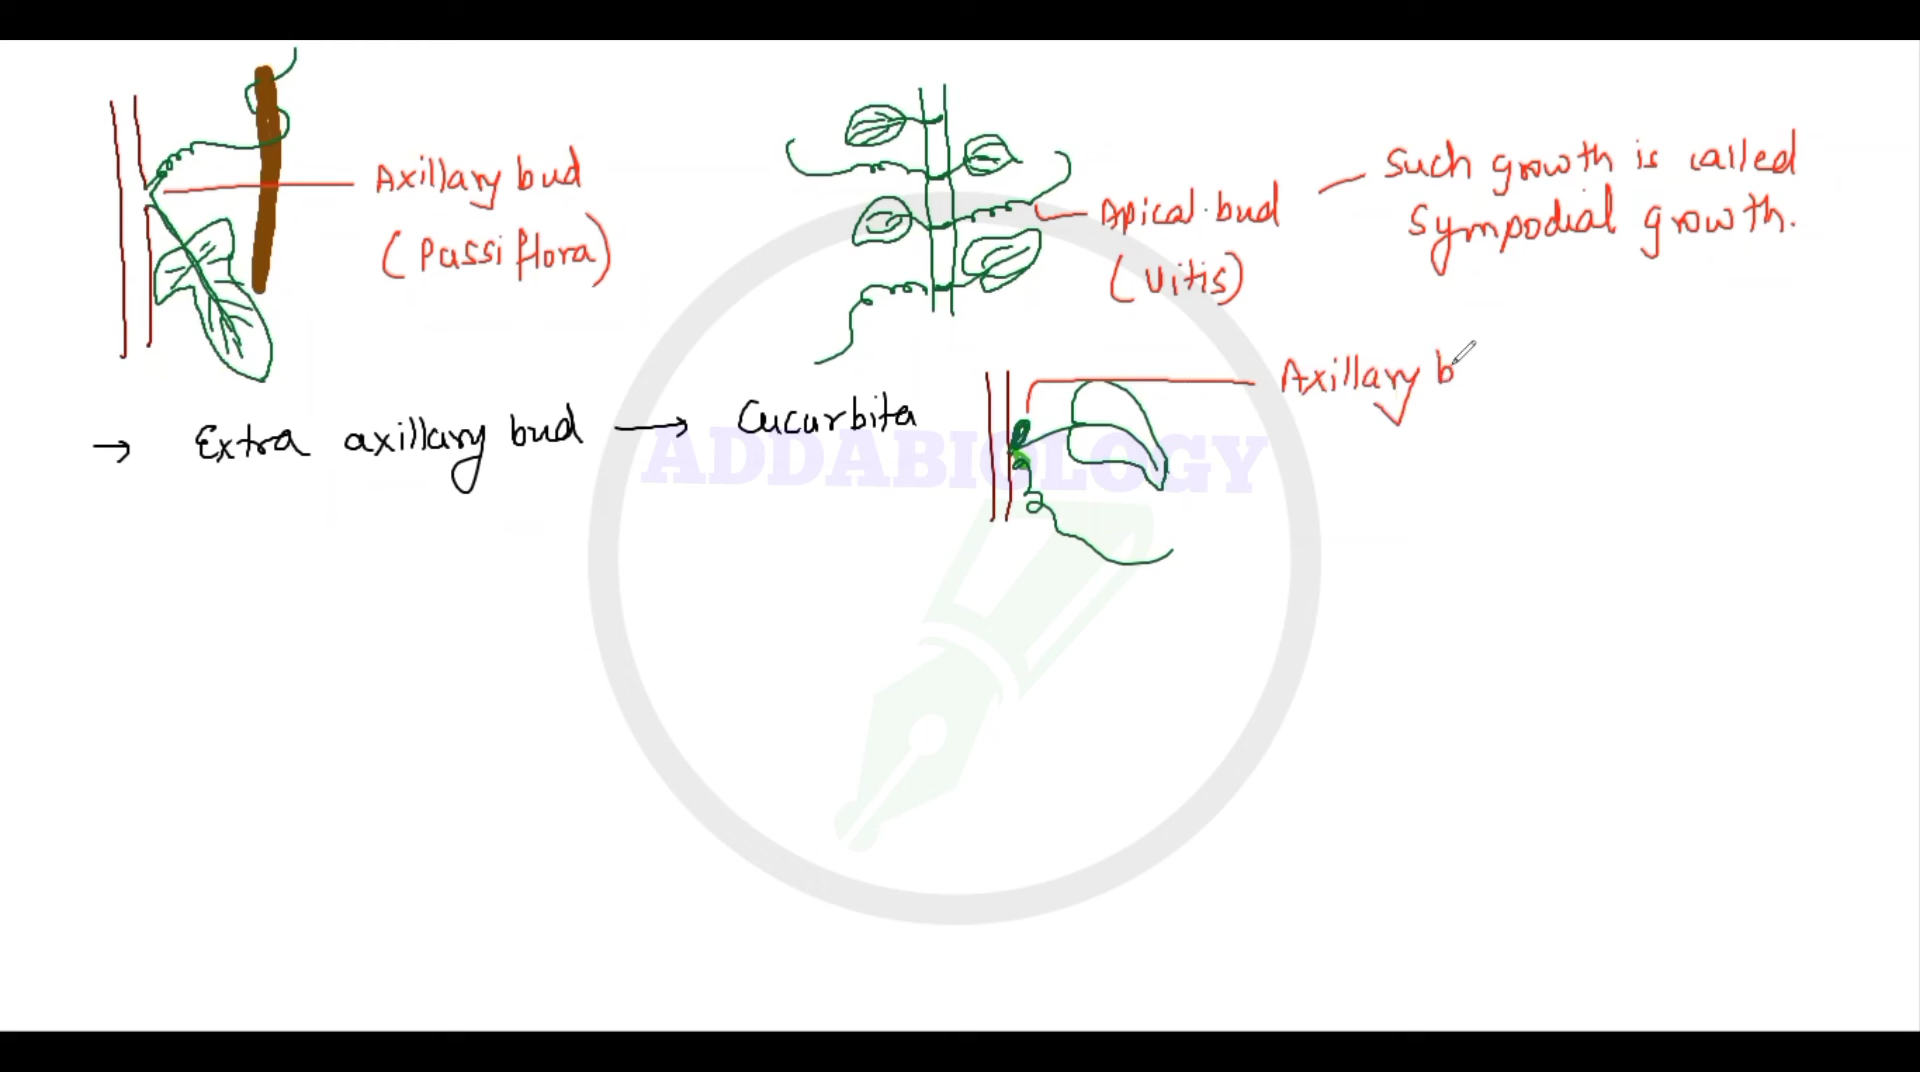 Axillary bud
(Passiflora)
Apical bud
(Vitis)
Such growth is called
Sympodial growth.
→ Extra axillary bud → Cucurbita
Axillary b
ADDABIOLOGY